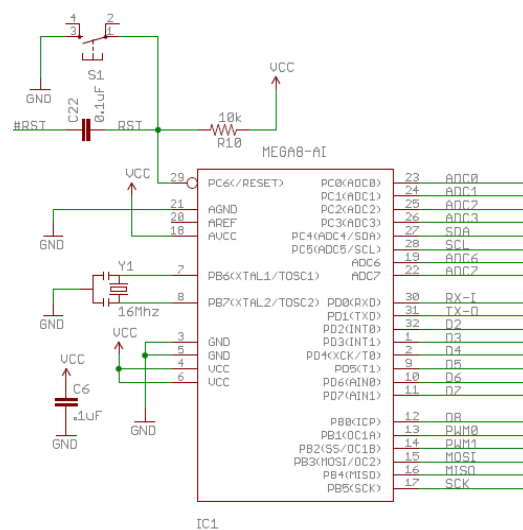 4 2
3 1
S1
GND
C22
0.1uF
#RST
RST
VCC
10k
R10
MEGA8-AI
VCC
29 PC6(/RESET) PC0(ADC0) 23 ADC0
PC1(ADC1) 24 ADC1
21 AGND PC2(ADC2) 25 ADC2
20 AREF PC3(ADC3) 26 ADC3
18 AVCC PC4(ADC4/SDA) 27 SDA
PC5(ADC5/SCL) 28 SCL
GND
ADC6 19 ADC6
Y1
7 PB6(XTAL1/TOSC1) ADC7 22 ADC7
8 PB7(XTAL2/TOSC2) PD0(RXD) 30 RX-I
16Mhz
GND
PD1(TXD) 31 TX-O
PD2(INT0) 32 D2
3 GND PD3(INT1) 1 D3
5 GND PD4(XCK/T0) 2 D4
4 VCC PD5(T1) 9 D5
6 VCC PD6(AIN0) 10 D6
PD7(AIN1) 11 D7
VCC
C6
.1uF
GND
GND
PB0(ICP) 12 D8
PB1(OC1A) 13 PWM0
PB2(SS/OC1B) 14 PWM1
PB3(MOSI/OC2) 15 MOSI
PB4(MISO) 16 MISO
PB5(SCK) 17 SCK
IC1